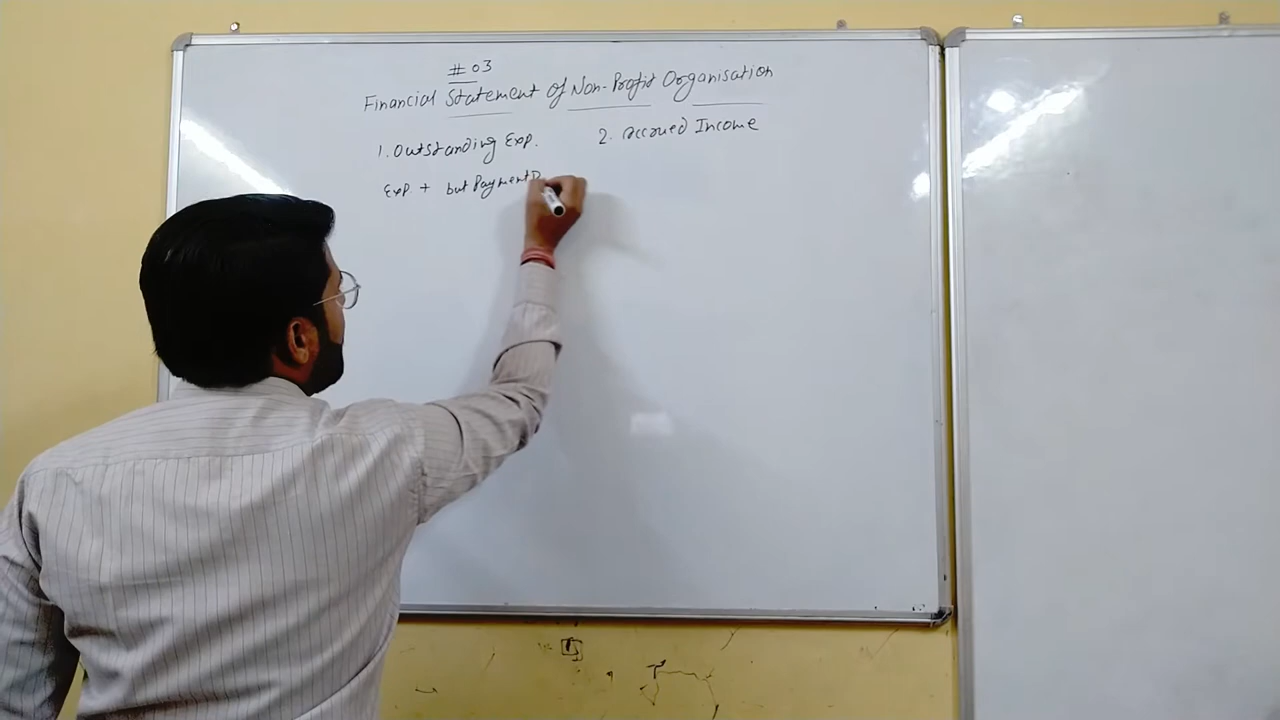 # 03
Financial Statement of Non-Profit Organisation
1. Outstanding Exp.
2. accrued Income
Exp. + but Payment